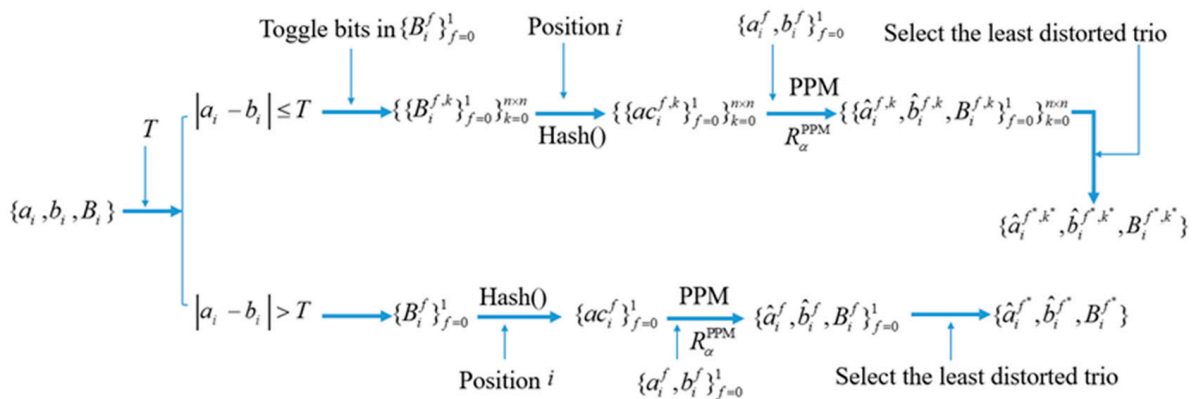 Toggle bits in {B_i^f}_{f=0}^1
Position i
{a_i^f, b_i^f}_{f=0}^1
Select the least distorted trio
T
|a_i − b_i| ≤ T
{{B_i^{f,k}}_{f=0}^1}_{k=0}^{n×n}
Hash()
{{ac_i^{f,k}}_{f=0}^1}_{k=0}^{n×n}
PPM
R_α^{PPM}
{{â_i^{f,k}, b̂_i^{f,k}, B_i^{f,k}}_{f=0}^1}_{k=0}^{n×n}
{a_i, b_i, B_i}
{â_i^{f*,k*}, b̂_i^{f*,k*}, B_i^{f*,k*}}
|a_i − b_i| > T
{B_i^f}_{f=0}^1
Hash()
Position i
{ac_i^f}_{f=0}^1
PPM
R_α^{PPM}
{a_i^f, b_i^f}_{f=0}^1
{â_i^f, b̂_i^f, B_i^f}_{f=0}^1
Select the least distorted trio
{â_i^{f*}, b̂_i^{f*}, B_i^{f*}}